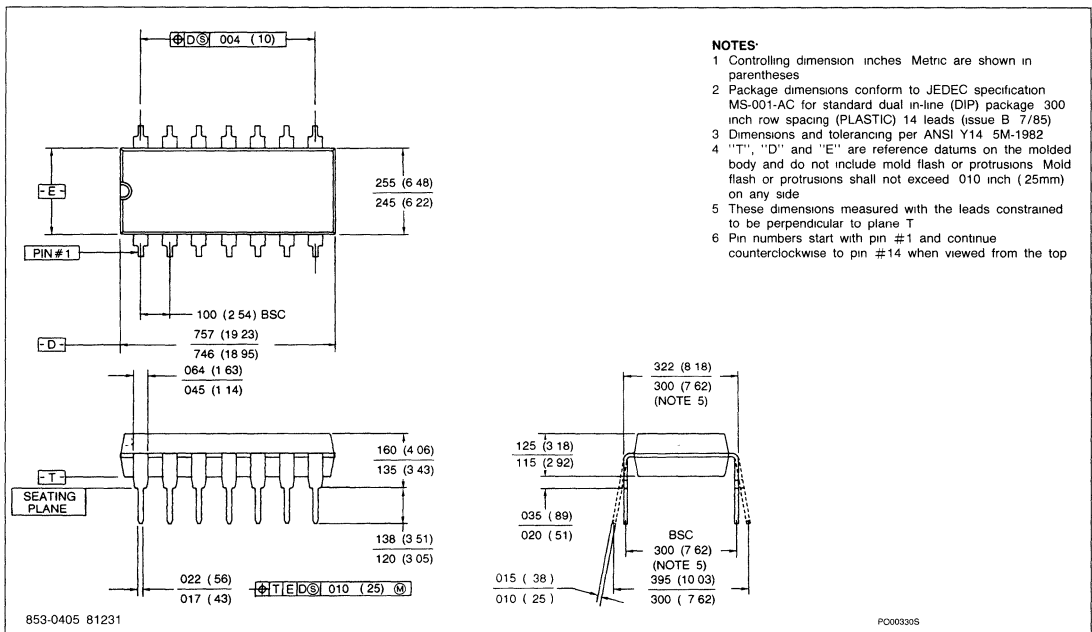 ⌖ D Ⓢ 004 (10)
NOTES·
1 Controlling dimension inches Metric are shown in
parentheses
2 Package dimensions conform to JEDEC specification
MS-001-AC for standard dual in-line (DIP) package 300
inch row spacing (PLASTIC) 14 leads (issue B 7/85)
3 Dimensions and tolerancing per ANSI Y14 5M-1982
4 "T", "D" and "E" are reference datums on the molded
body and do not include mold flash or protrusions Mold
flash or protrusions shall not exceed 010 inch (25mm)
on any side
5 These dimensions measured with the leads constrained
to be perpendicular to plane T
6 Pin numbers start with pin #1 and continue
counterclockwise to pin #14 when viewed from the top
- E -
255 (6 48)
245 (6 22)
PIN #1
100 (2 54) BSC
- D -
757 (19 23)
746 (18 95)
064 (1 63)
045 (1 14)
160 (4 06)
135 (3 43)
- T -
SEATING
PLANE
138 (3 51)
120 (3 05)
022 (56)
017 (43)
⌖ T E D Ⓢ 010 (25) Ⓜ
322 (8 18)
300 (7 62)
(NOTE 5)
125 (3 18)
115 (2 92)
035 (89)
020 (51)
BSC
300 (7 62)
(NOTE 5)
395 (10 03)
300 (7 62)
015 (38)
010 (25)
853-0405 81231
PO00330S